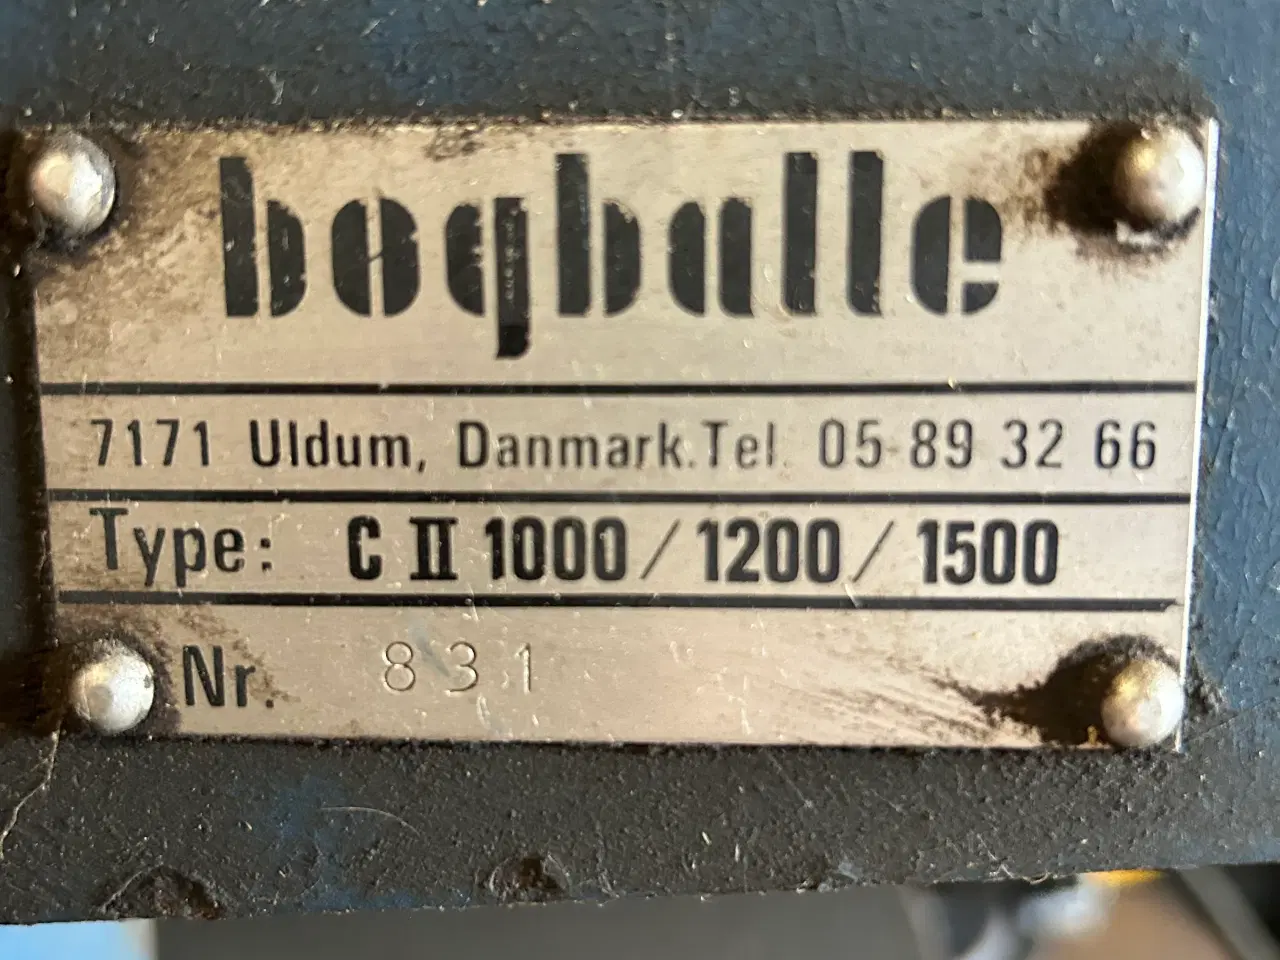 bogballe
7171 Uldum, Danmark. Tel. 05-89 32 66
Type: C II 1000/1200/1500
Nr. 831